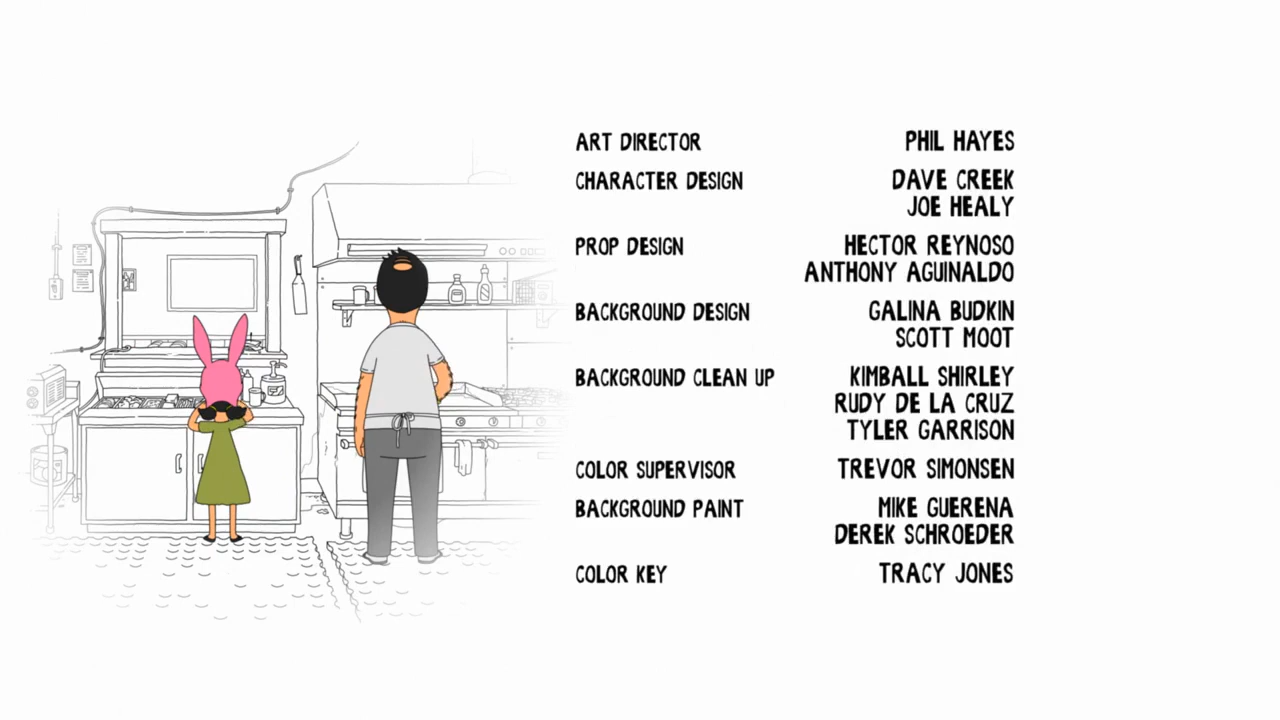 ART DIRECTOR PHIL HAYES
CHARACTER DESIGN DAVE CREEK
JOE HEALY
PROP DESIGN HECTOR REYNOSO
ANTHONY AGUINALDO
BACKGROUND DESIGN GALINA BUDKIN
SCOTT MOOT
BACKGROUND CLEAN UP KIMBALL SHIRLEY
RUDY DE LA CRUZ
TYLER GARRISON
COLOR SUPERVISOR TREVOR SIMONSEN
BACKGROUND PAINT MIKE GUERENA
DEREK SCHROEDER
COLOR KEY TRACY JONES